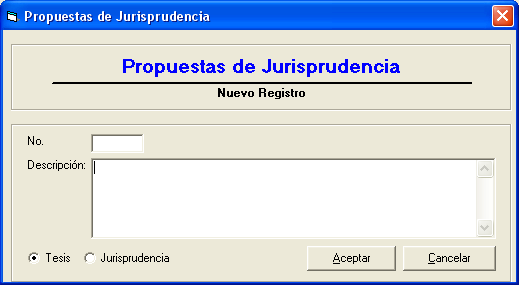 Propuestas de Jurisprudencia
Propuestas de Jurisprudencia
Nuevo Registro
No.
Descripción:
Tesis Jurisprudencia Aceptar Cancelar